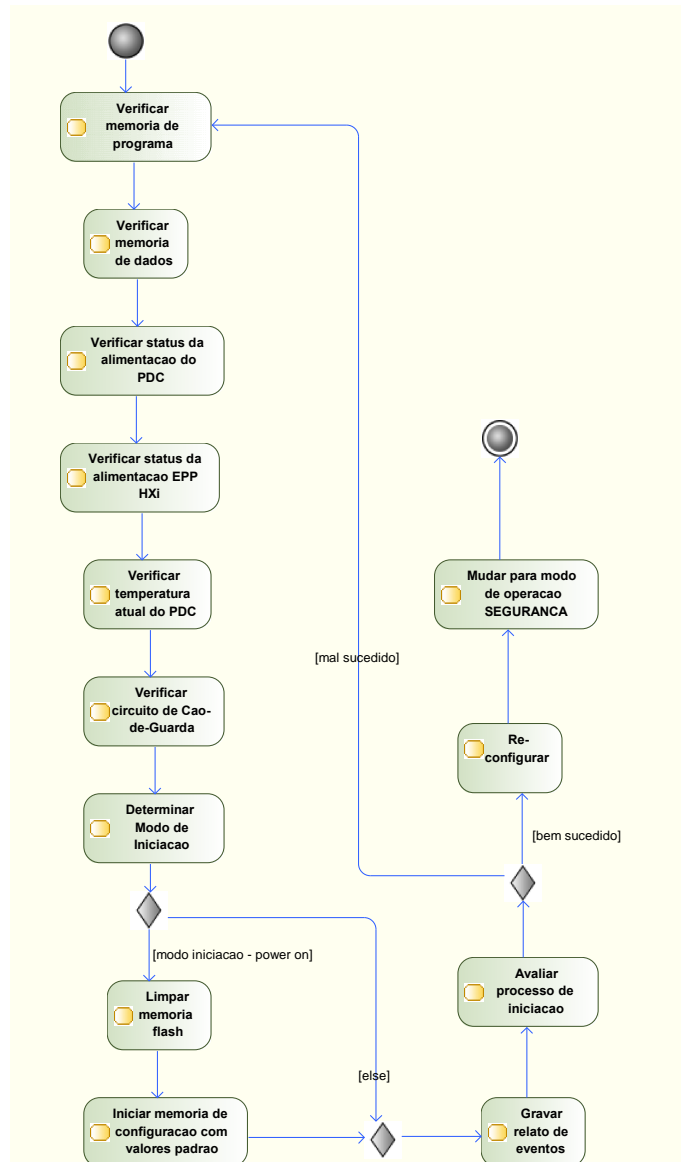 Verificar
memoria de
programa
Verificar
memoria
de dados
Verificar status da
alimentacao do
PDC
Verificar status da
alimentacao EPP
HXi
Verificar
temperatura
atual do PDC
Verificar
circuito de Cao-
de-Guarda
Determinar
Modo de
Iniciacao
[modo iniciacao - power on]
Limpar
memoria
flash
Iniciar memoria de
configuracao com
valores padrao
[else]
Gravar
relato de
eventos
Avaliar
processo de
iniciacao
[mal sucedido]
[bem sucedido]
Re-
configurar
Mudar para modo
de operacao
SEGURANCA